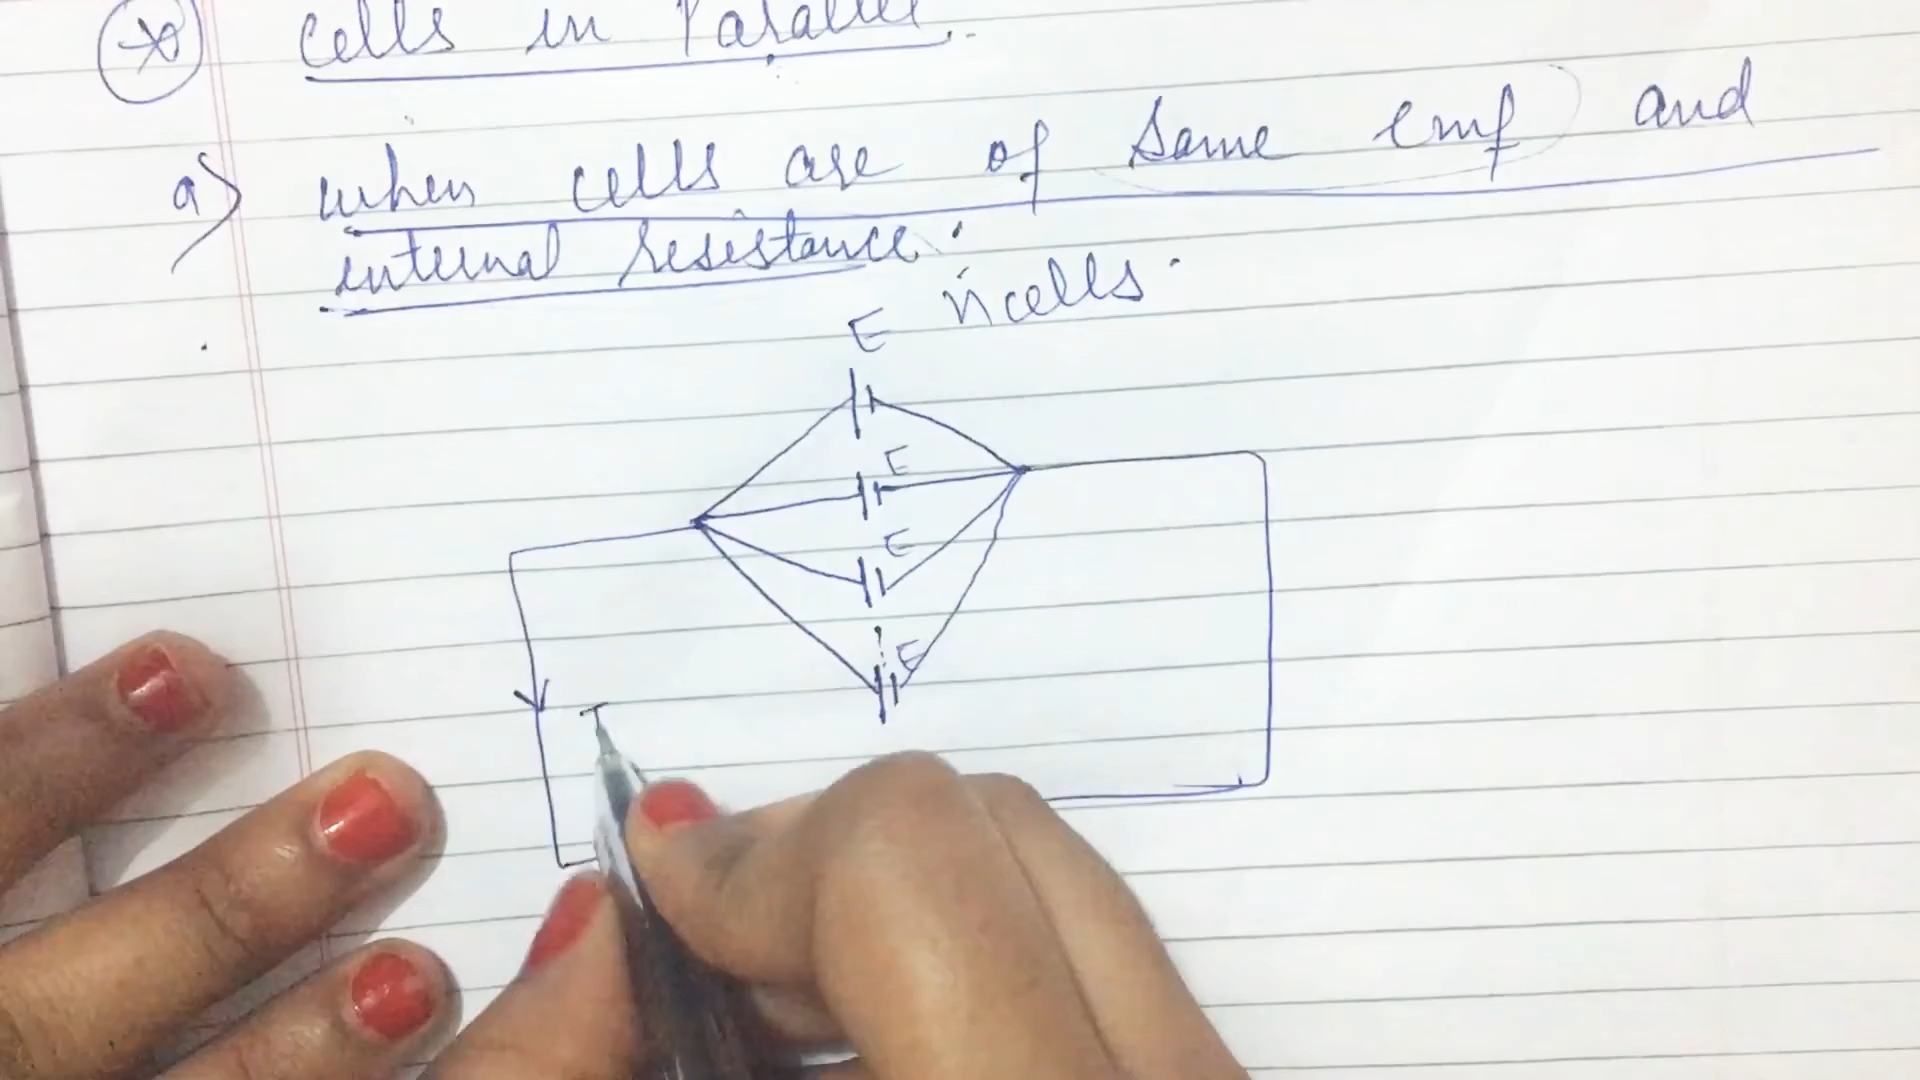 cells in Parallel
a) when cells are of same emf and
internal resistance.
n cells.
E
E
E
E